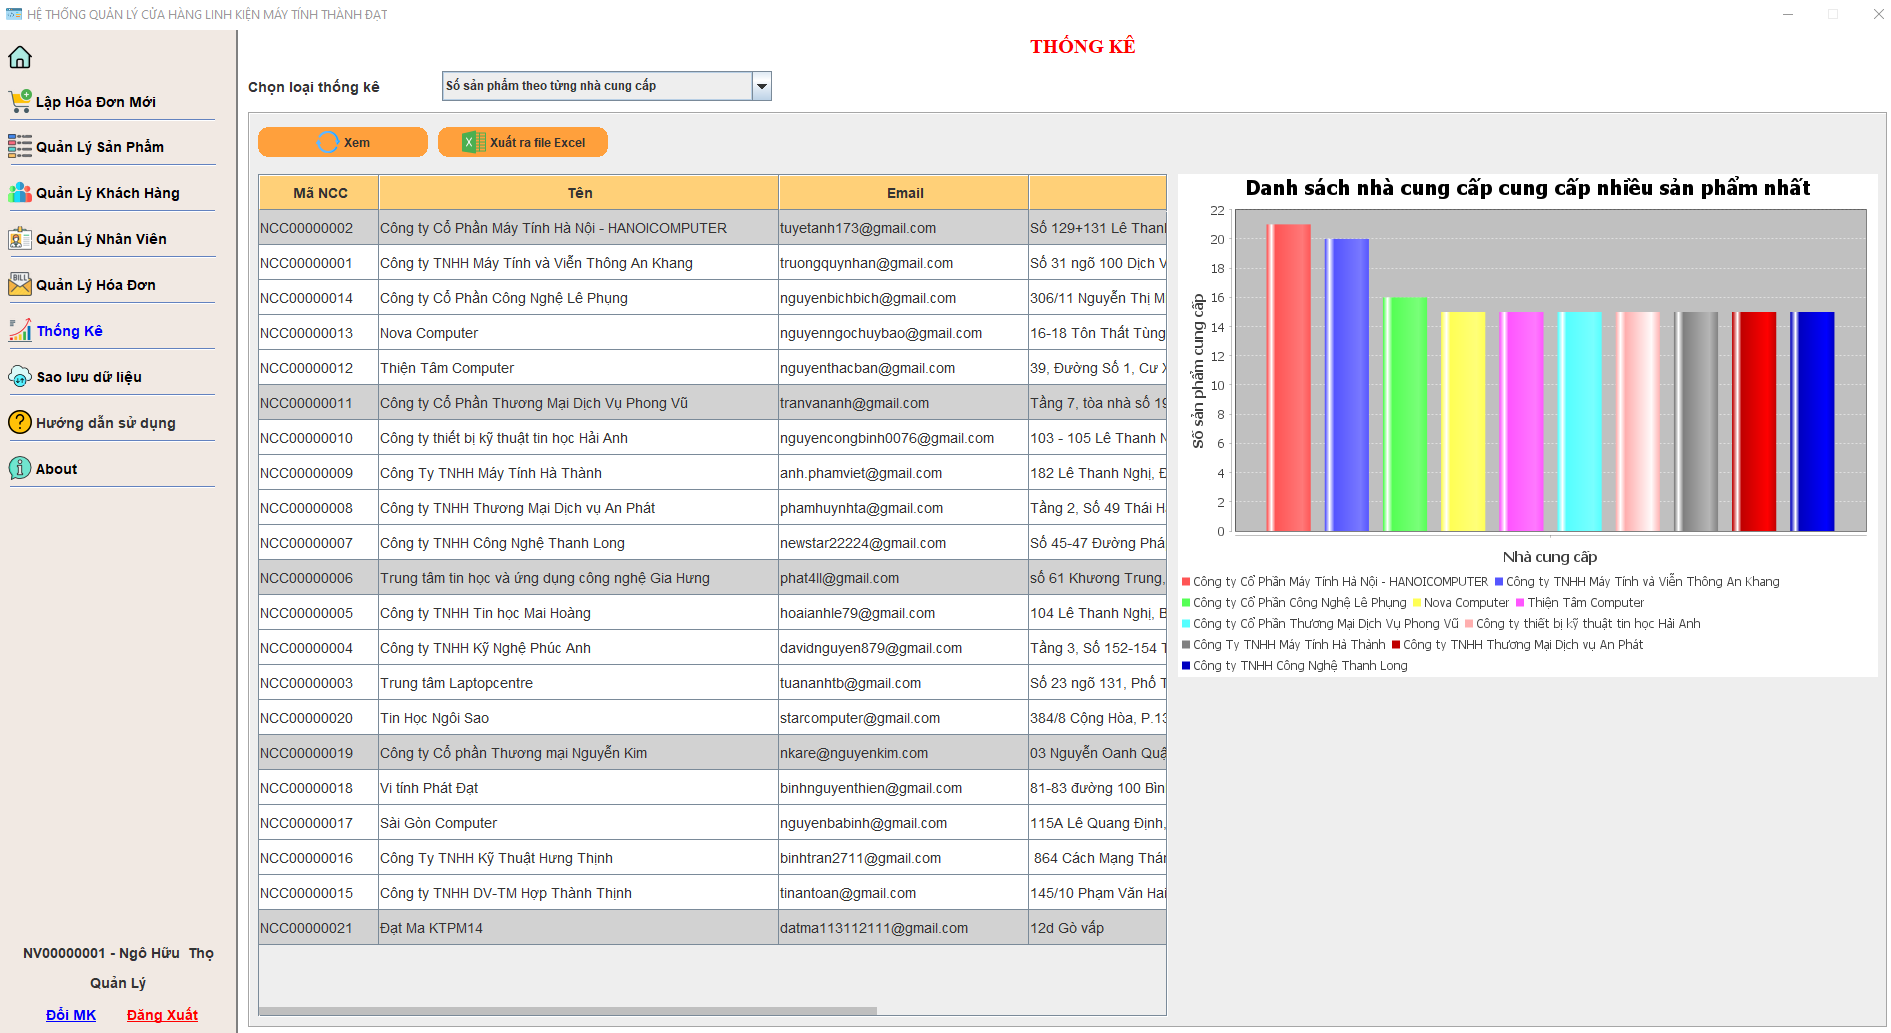 HỆ THỐNG QUẢN LÝ CỬA HÀNG LINH KIỆN MÁY TÍNH THÀNH ĐẠT
THỐNG KÊ
Chọn loại thống kê
Số sản phẩm theo từng nhà cung cấp
Lập Hóa Đơn Mới
Quản Lý Sản Phẩm
Quản Lý Khách Hàng
Quản Lý Nhân Viên
BILL
Quản Lý Hóa Đơn
Thống Kê
Sao lưu dữ liệu
Hướng dẫn sử dụng
About
NV00000001 - Ngô Hữu Thọ
Quản Lý
Đổi MK Đăng Xuất
Xem Xuất ra file Excel
Mã NCC Tên Email
NCC00000002 Công ty Cổ Phần Máy Tính Hà Nội - HANOICOMPUTER tuyetanh173@gmail.com Số 129+131 Lê Thanh
NCC00000001 Công ty TNHH Máy Tính và Viễn Thông An Khang truongquynhan@gmail.com Số 31 ngõ 100 Dịch V
NCC00000014 Công ty Cổ Phần Công Nghệ Lê Phụng nguyenbichbich@gmail.com 306/11 Nguyễn Thị M
NCC00000013 Nova Computer nguyenngochuybao@gmail.com 16-18 Tôn Thất Tùng
NCC00000012 Thiện Tâm Computer nguyenthacban@gmail.com 39, Đường Số 1, Cư X
NCC00000011 Công ty Cổ Phần Thương Mại Dịch Vụ Phong Vũ tranvananh@gmail.com Tầng 7, tòa nhà số 19
NCC00000010 Công ty thiết bị kỹ thuật tin học Hải Anh nguyencongbinh0076@gmail.com 103 - 105 Lê Thanh N
NCC00000009 Công Ty TNHH Máy Tính Hà Thành anh.phamviet@gmail.com 182 Lê Thanh Nghị, Đ
NCC00000008 Công ty TNHH Thương Mại Dịch vụ An Phát phamhuynhta@gmail.com Tầng 2, Số 49 Thái H
NCC00000007 Công ty TNHH Công Nghệ Thanh Long newstar22224@gmail.com Số 45-47 Đường Phá
NCC00000006 Trung tâm tin học và ứng dụng công nghệ Gia Hưng phat4ll@gmail.com số 61 Khương Trung,
NCC00000005 Công ty TNHH Tin học Mai Hoàng hoaianhle79@gmail.com 104 Lê Thanh Nghị, B
NCC00000004 Công ty TNHH Kỹ Nghệ Phúc Anh davidnguyen879@gmail.com Tầng 3, Số 152-154 T
NCC00000003 Trung tâm Laptopcentre tuananhtb@gmail.com Số 23 ngõ 131, Phố T
NCC00000020 Tin Học Ngôi Sao starcomputer@gmail.com 384/8 Cộng Hòa, P.13
NCC00000019 Công ty Cổ phần Thương mại Nguyễn Kim nkare@nguyenkim.com 03 Nguyễn Oanh Quậ
NCC00000018 Vi tính Phát Đạt binhnguyenthien@gmail.com 81-83 đường 100 Bìn
NCC00000017 Sài Gòn Computer nguyenbabinh@gmail.com 115A Lê Quang Định,
NCC00000016 Công Ty TNHH Kỹ Thuật Hưng Thịnh binhtran2711@gmail.com 864 Cách Mạng Thán
NCC00000015 Công ty TNHH DV-TM Hợp Thành Thịnh tinantoan@gmail.com 145/10 Phạm Văn Hai
NCC00000021 Đạt Ma KTPM14 datma113112111@gmail.com 12d Gò vấp
Danh sách nhà cung cấp cung cấp nhiều sản phẩm nhất
Số sản phẩm cung cấp
22
20
18
16
14
12
10
8
6
4
2
0
Nhà cung cấp
Công ty Cổ Phần Máy Tính Hà Nội - HANOICOMPUTER Công ty TNHH Máy Tính và Viễn Thông An Khang
Công ty Cổ Phần Công Nghệ Lê Phụng Nova Computer Thiện Tâm Computer
Công ty Cổ Phần Thương Mại Dịch Vụ Phong Vũ Công ty thiết bị kỹ thuật tin học Hải Anh
Công Ty TNHH Máy Tính Hà Thành Công ty TNHH Thương Mại Dịch vụ An Phát
Công ty TNHH Công Nghệ Thanh Long